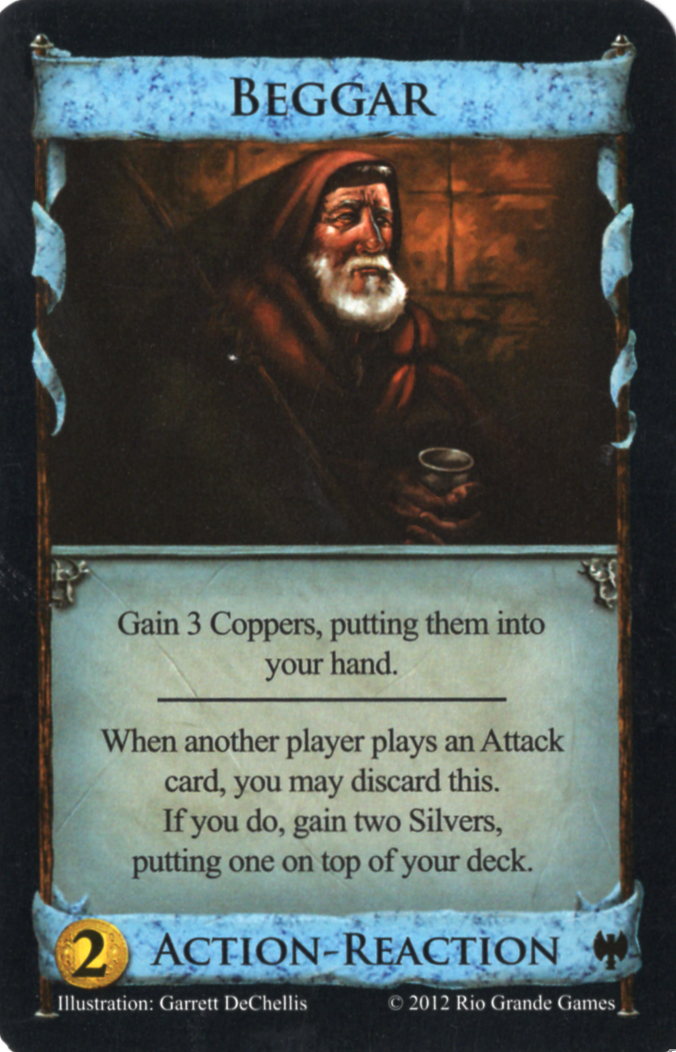 BEGGAR
Gain 3 Coppers, putting them into
your hand.
When another player plays an Attack
card, you may discard this.
If you do, gain two Silvers,
putting one on top of your deck.
2 ACTION-REACTION
Illustration: Garrett DeChellis © 2012 Rio Grande Games